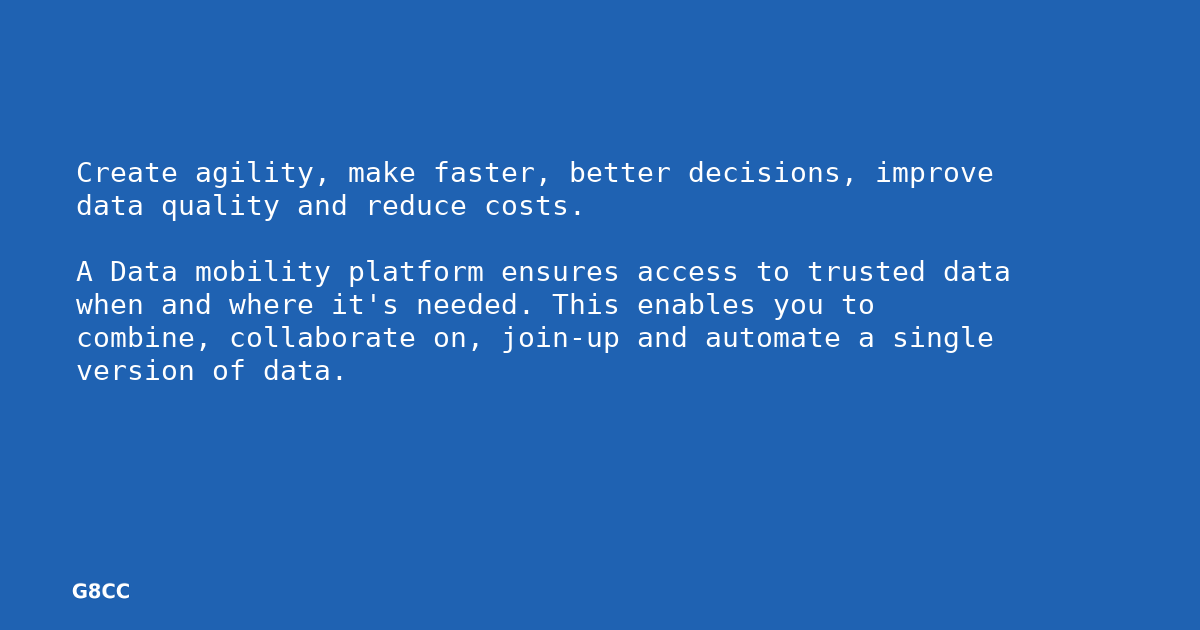 Create agility, make faster, better decisions, improve
data quality and reduce costs.
A Data mobility platform ensures access to trusted data
when and where it's needed. This enables you to
combine, collaborate on, join-up and automate a single
version of data.
G8CC